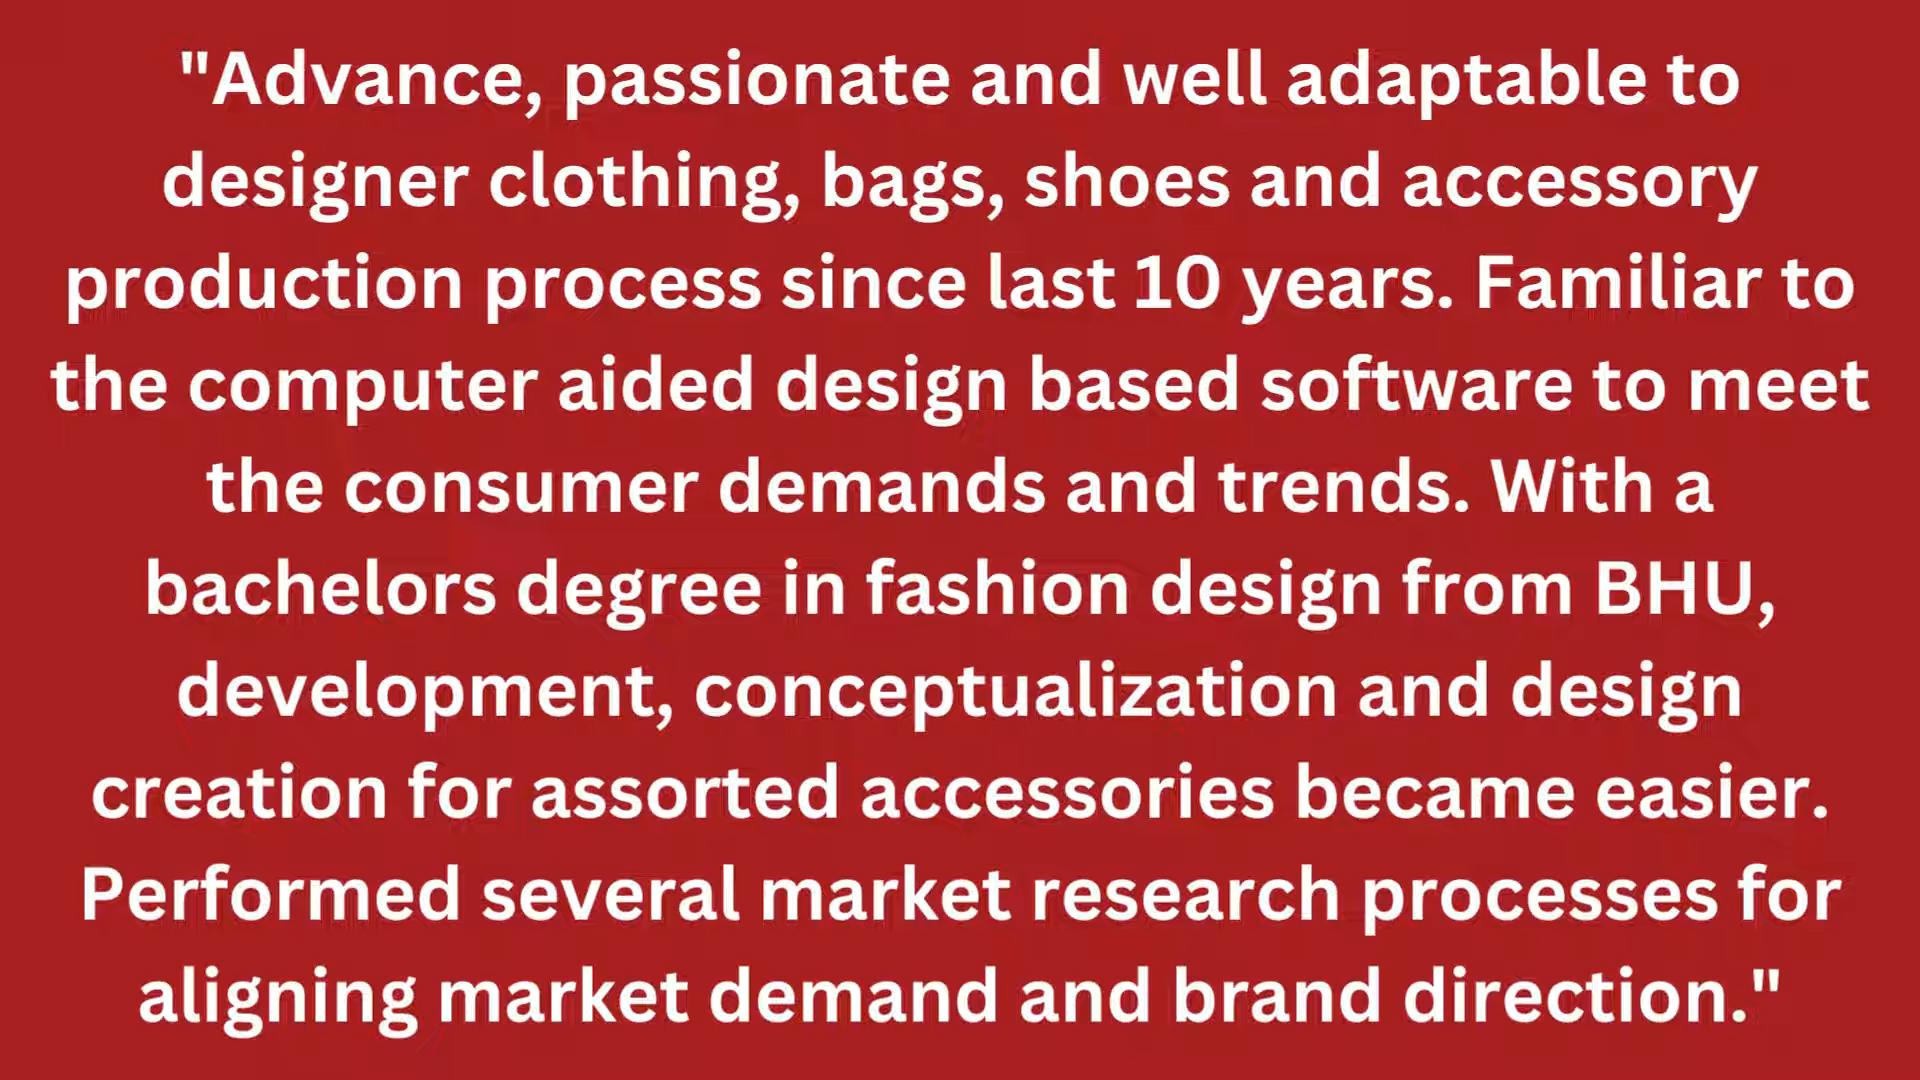 "Advance, passionate and well adaptable to
designer clothing, bags, shoes and accessory
production process since last 10 years. Familiar to
the computer aided design based software to meet
the consumer demands and trends. With a
bachelors degree in fashion design from BHU,
development, conceptualization and design
creation for assorted accessories became easier.
Performed several market research processes for
aligning market demand and brand direction."